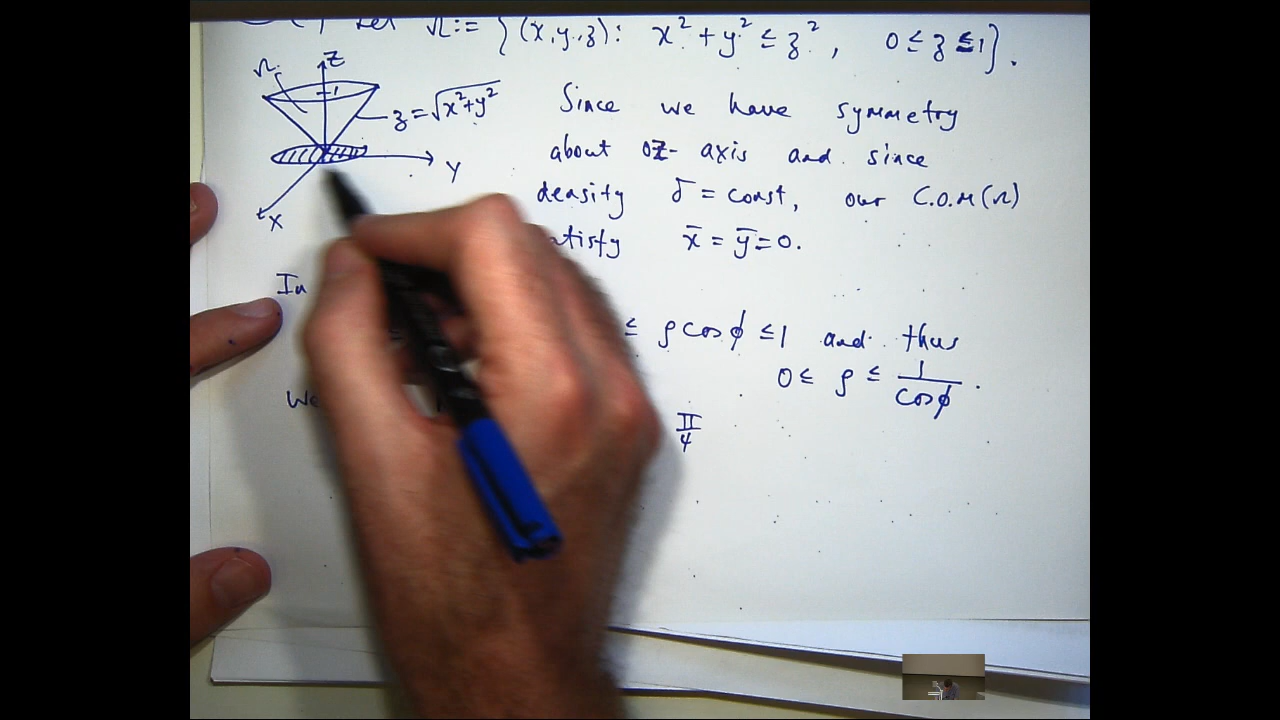 let Ω := {(x,y,z): x² + y² ≤ z², 0 ≤ z ≤ 1}.
Ω
Z
1
z = √x²+y²
Y
X
Since we have symmetry
about OZ- axis and since
density δ = const, our C.O.M(Ω)
x̄ = ȳ = 0.
In
≤ ρ cos ϕ ≤ 1 and thus
0 ≤ ρ ≤ 1/cos ϕ.
We
π/4